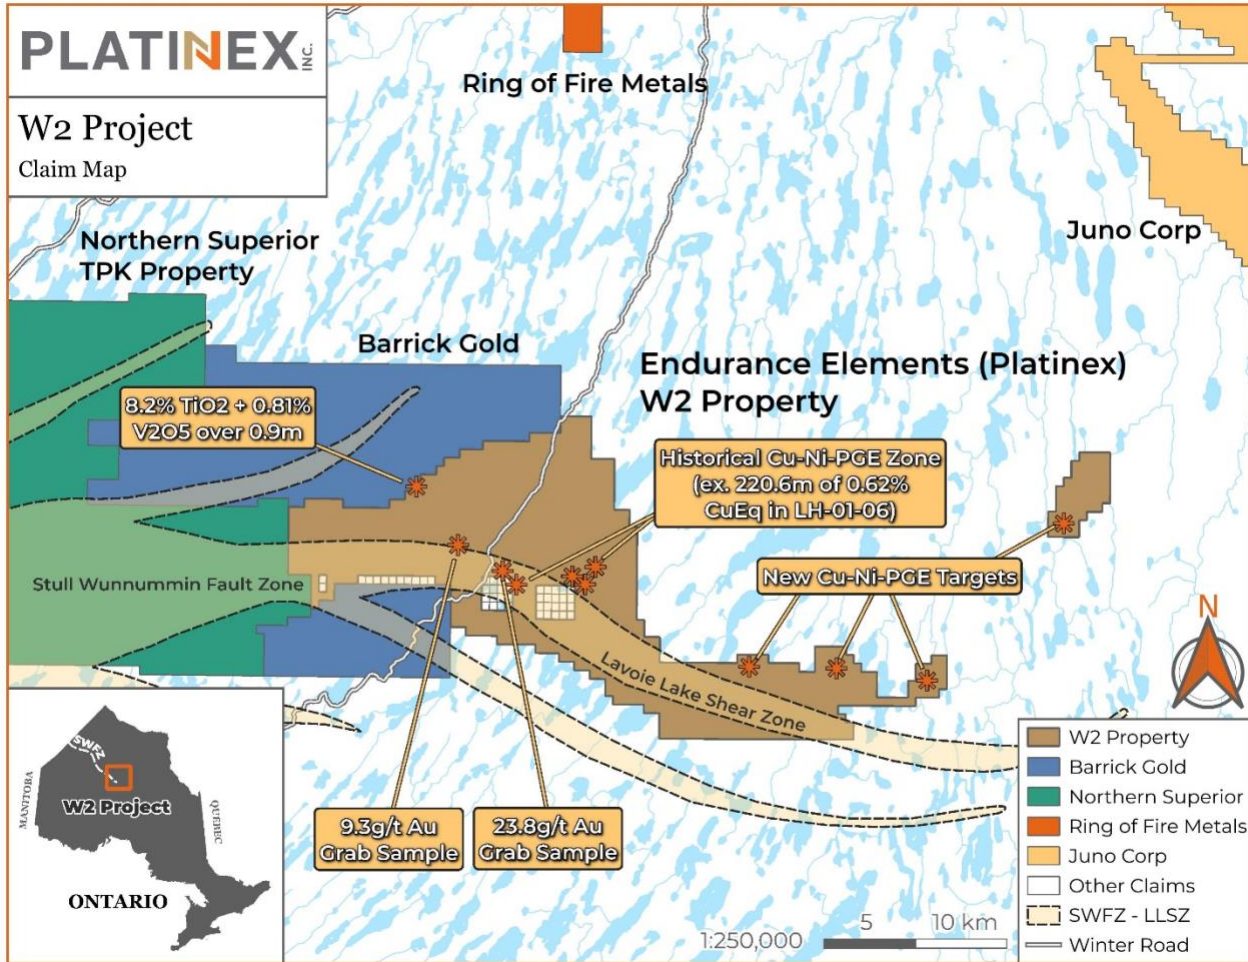 PLATINEX INC.
W2 Project
Claim Map
Ring of Fire Metals
Juno Corp
Northern Superior
TPK Property
Barrick Gold
Endurance Elements (Platinex)
W2 Property
8.2% TiO2 + 0.81%
V2O5 over 0.9m
Historical Cu-Ni-PGE Zone
(ex. 220.6m of 0.62%
CuEq in LH-01-06)
New Cu-Ni-PGE Targets
Stull Wunnummin Fault Zone
Lavoie Lake Shear Zone
9.3g/t Au
Grab Sample
23.8g/t Au
Grab Sample
N
SWFZ
W2 Project
MANITOBA
QUEBEC
ONTARIO
W2 Property
Barrick Gold
Northern Superior
Ring of Fire Metals
Juno Corp
Other Claims
SWFZ - LLSZ
Winter Road
1:250,000
5
10 km